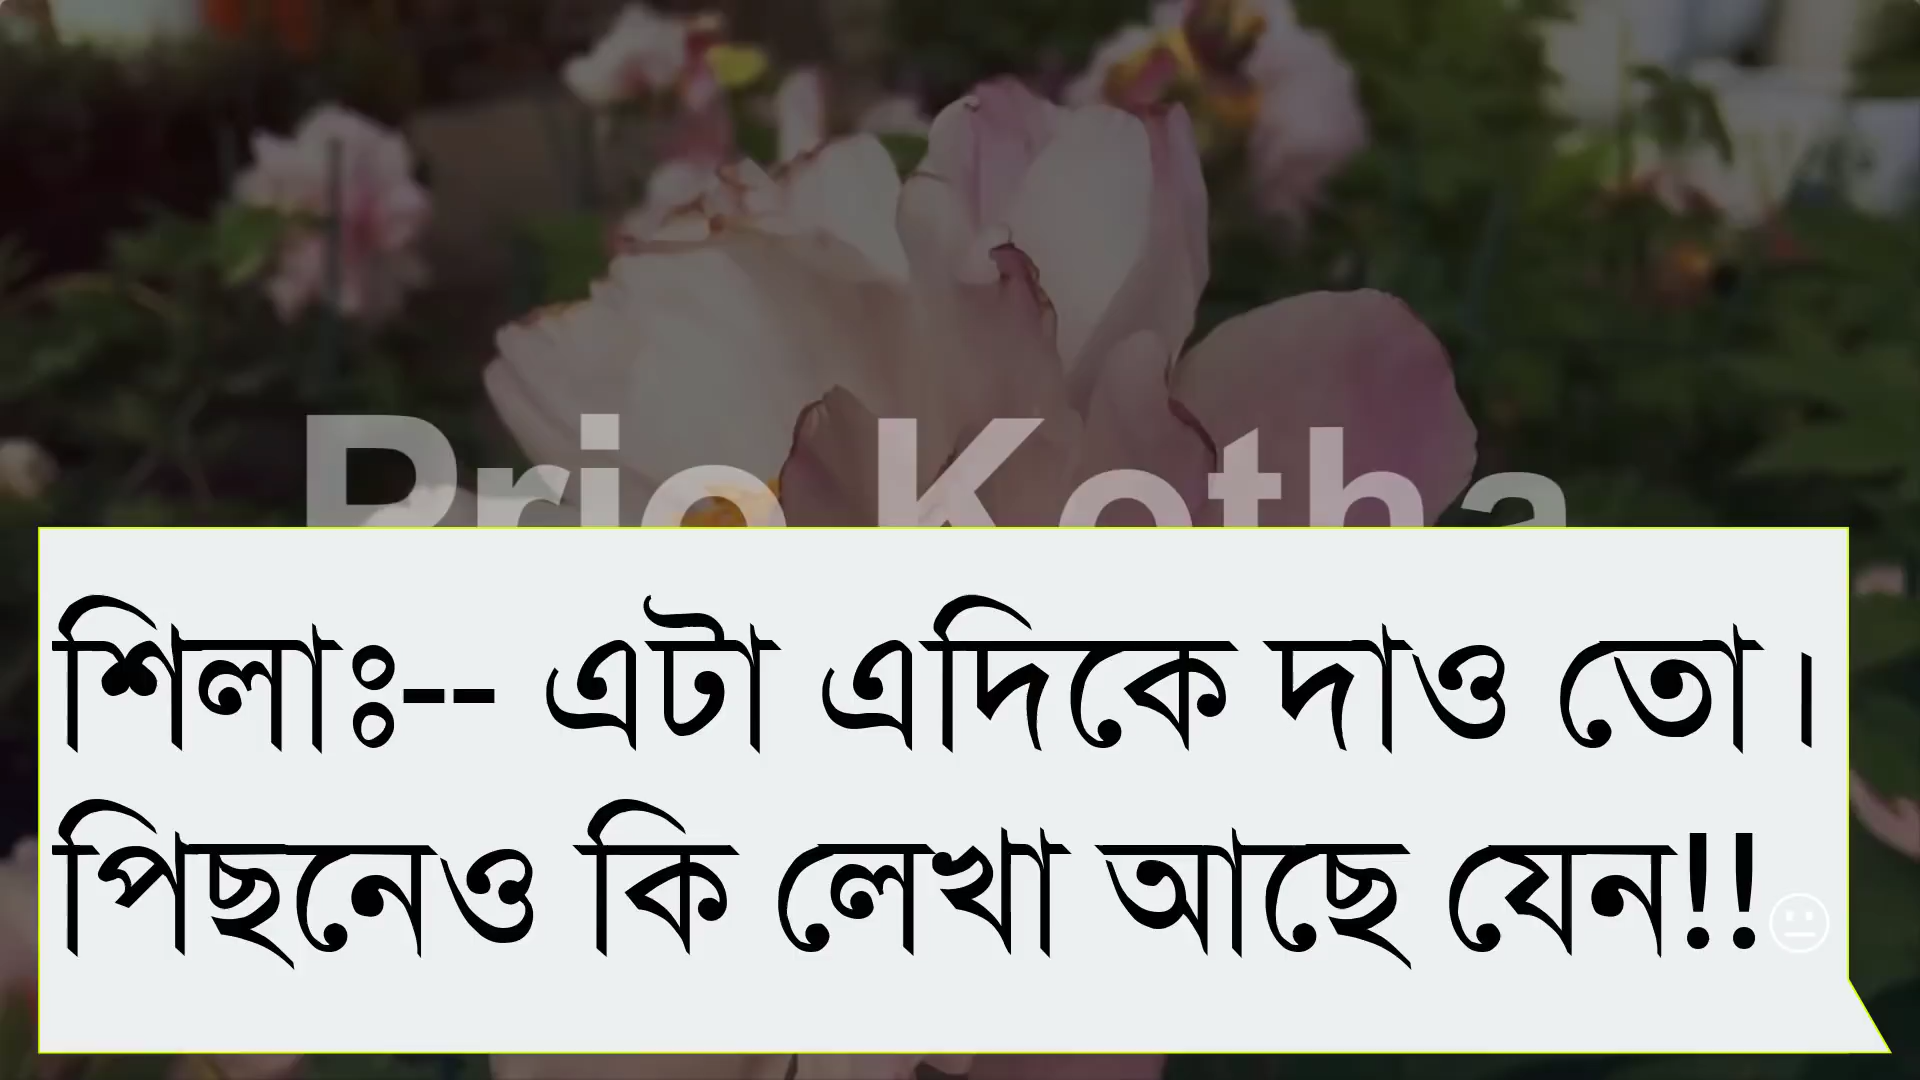 Prio Kotha
শিলাঃ-- এটা এদিকে দাও তো।
পিছনেও কি লেখা আছে যেন!!😐